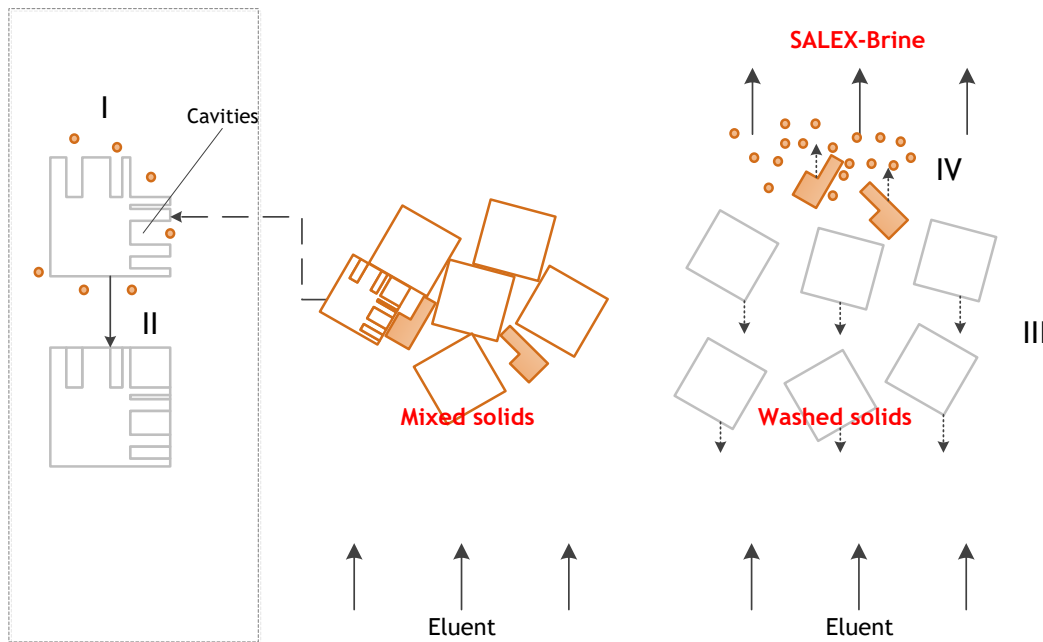 SALEX-Brine
I
Cavities
IV
II
III
Mixed solids
Washed solids
Eluent
Eluent